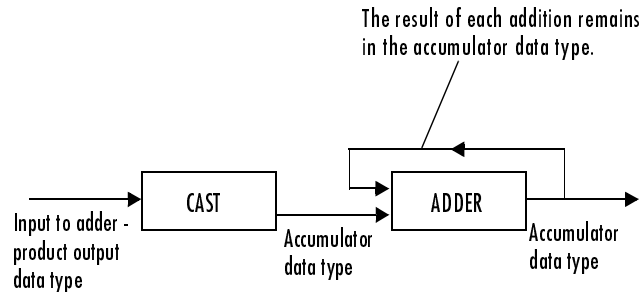 The result of each addition remains
in the accumulator data type.
CAST
ADDER
Input to adder -
product output
data type
Accumulator
data type
Accumulator
data type